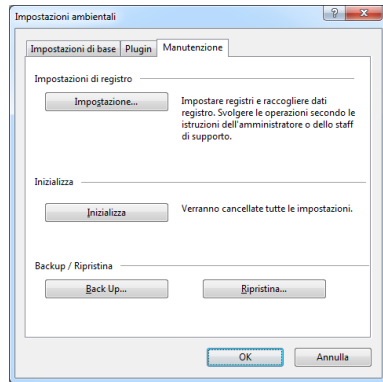 Impostazioni ambientali
Impostazioni di base Plugin Manutenzione
Impostazioni di registro
Impostazione... Impostare registri e raccogliere dati
registro. Svolgere le operazioni secondo le
istruzioni dell'amministratore o dello staff
di supporto.
Inizializza
Inizializza Verranno cancellate tutte le impostazioni.
Backup / Ripristina
Back Up... Ripristina...
OK Annulla